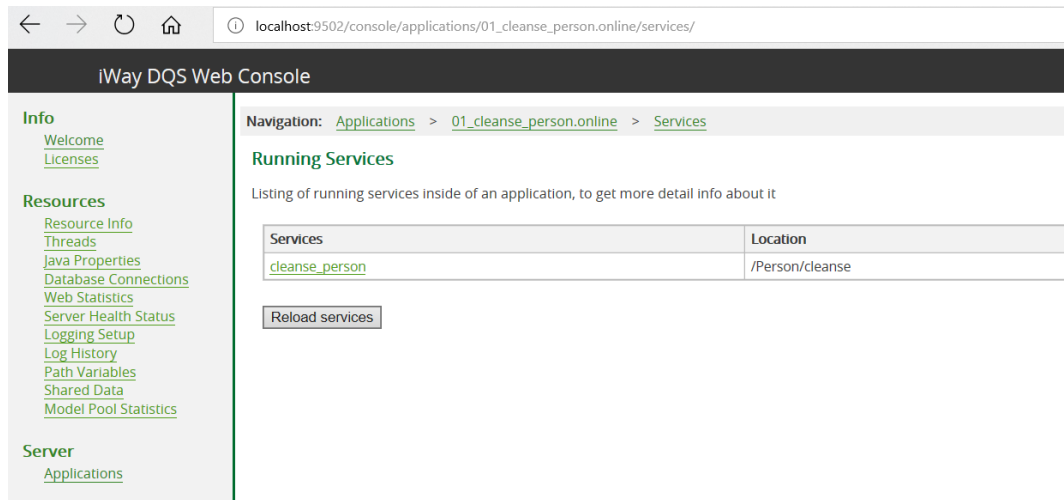 localhost:9502/console/applications/01_cleanse_person.online/services/
iWay DQS Web Console
Info
Welcome
Licenses
Resources
Resource Info
Threads
Java Properties
Database Connections
Web Statistics
Server Health Status
Logging Setup
Log History
Path Variables
Shared Data
Model Pool Statistics
Server
Applications
Navigation: Applications > 01_cleanse_person.online > Services
Running Services
Listing of running services inside of an application, to get more detail info about it
Services Location
cleanse_person /Person/cleanse
Reload services